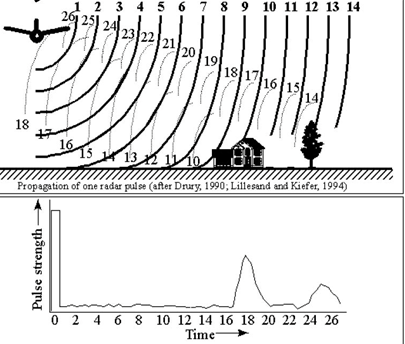 1 2 3 4 5 6 7 8 9 10 11 12 13 14
26 25 24 23 22 21 20 19 18 17 16 15 14
18 17 16 15 14 13 12 11 10
Propagation of one radar pulse (after Drury, 1990; Lillesand and Kiefer, 1994)
Pulse strength
0 2 4 6 8 10 12 14 16 18 20 22 24 26
Time